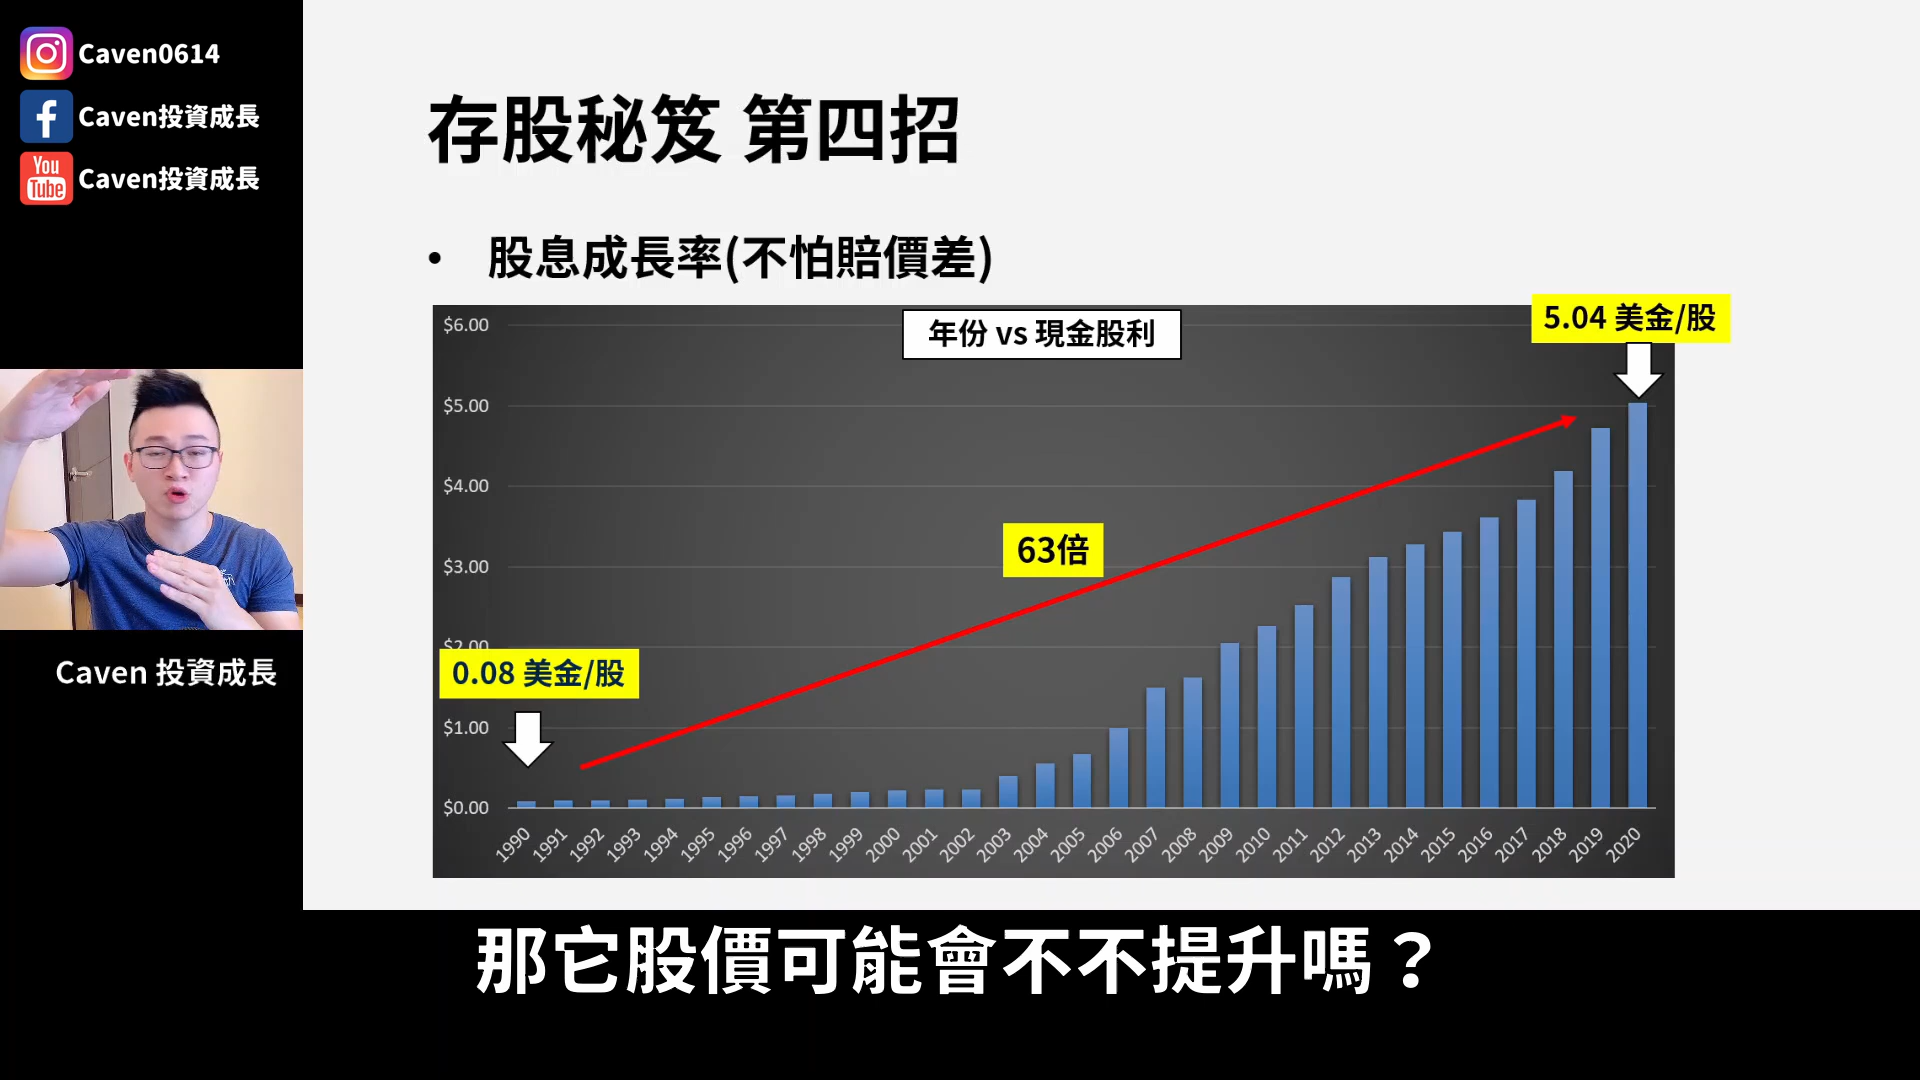 Caven0614
Caven投資成長
You
Tube
Caven投資成長
Caven 投資成長
存股秘笈 第四招
• 股息成長率(不怕賠價差)
年份 vs 現金股利
5.04 美金/股
63倍
0.08 美金/股
$6.00
$5.00
$4.00
$3.00
$2.00
$1.00
$0.00
1990 1991 1992 1993 1994 1995 1996 1997 1998 1999 2000 2001 2002 2003 2004 2005 2006 2007 2008 2009 2010 2011 2012 2013 2014 2015 2016 2017 2018 2019 2020
那它股價可能會不不提升嗎？